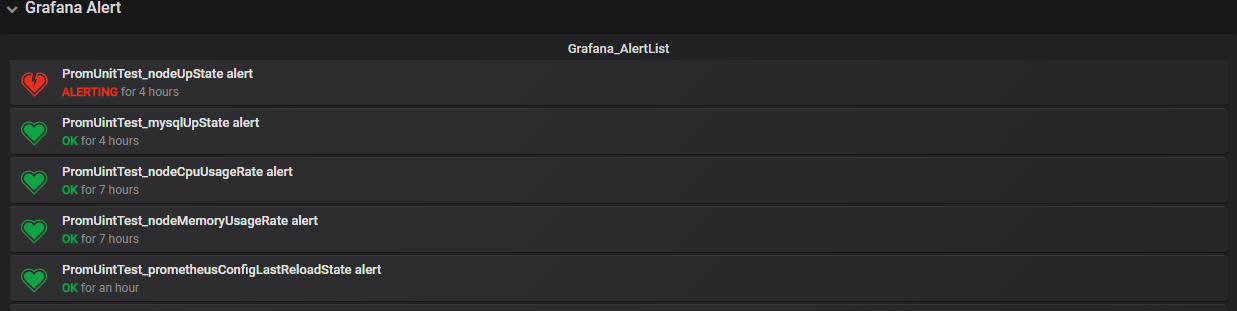 Grafana Alert
Grafana_AlertList
PromUnitTest_nodeUpState alert
ALERTING for 4 hours
PromUintTest_mysqlUpState alert
OK for 4 hours
PromUintTest_nodeCpuUsageRate alert
OK for 7 hours
PromUintTest_nodeMemoryUsageRate alert
OK for 7 hours
PromUintTest_prometheusConfigLastReloadState alert
OK for an hour